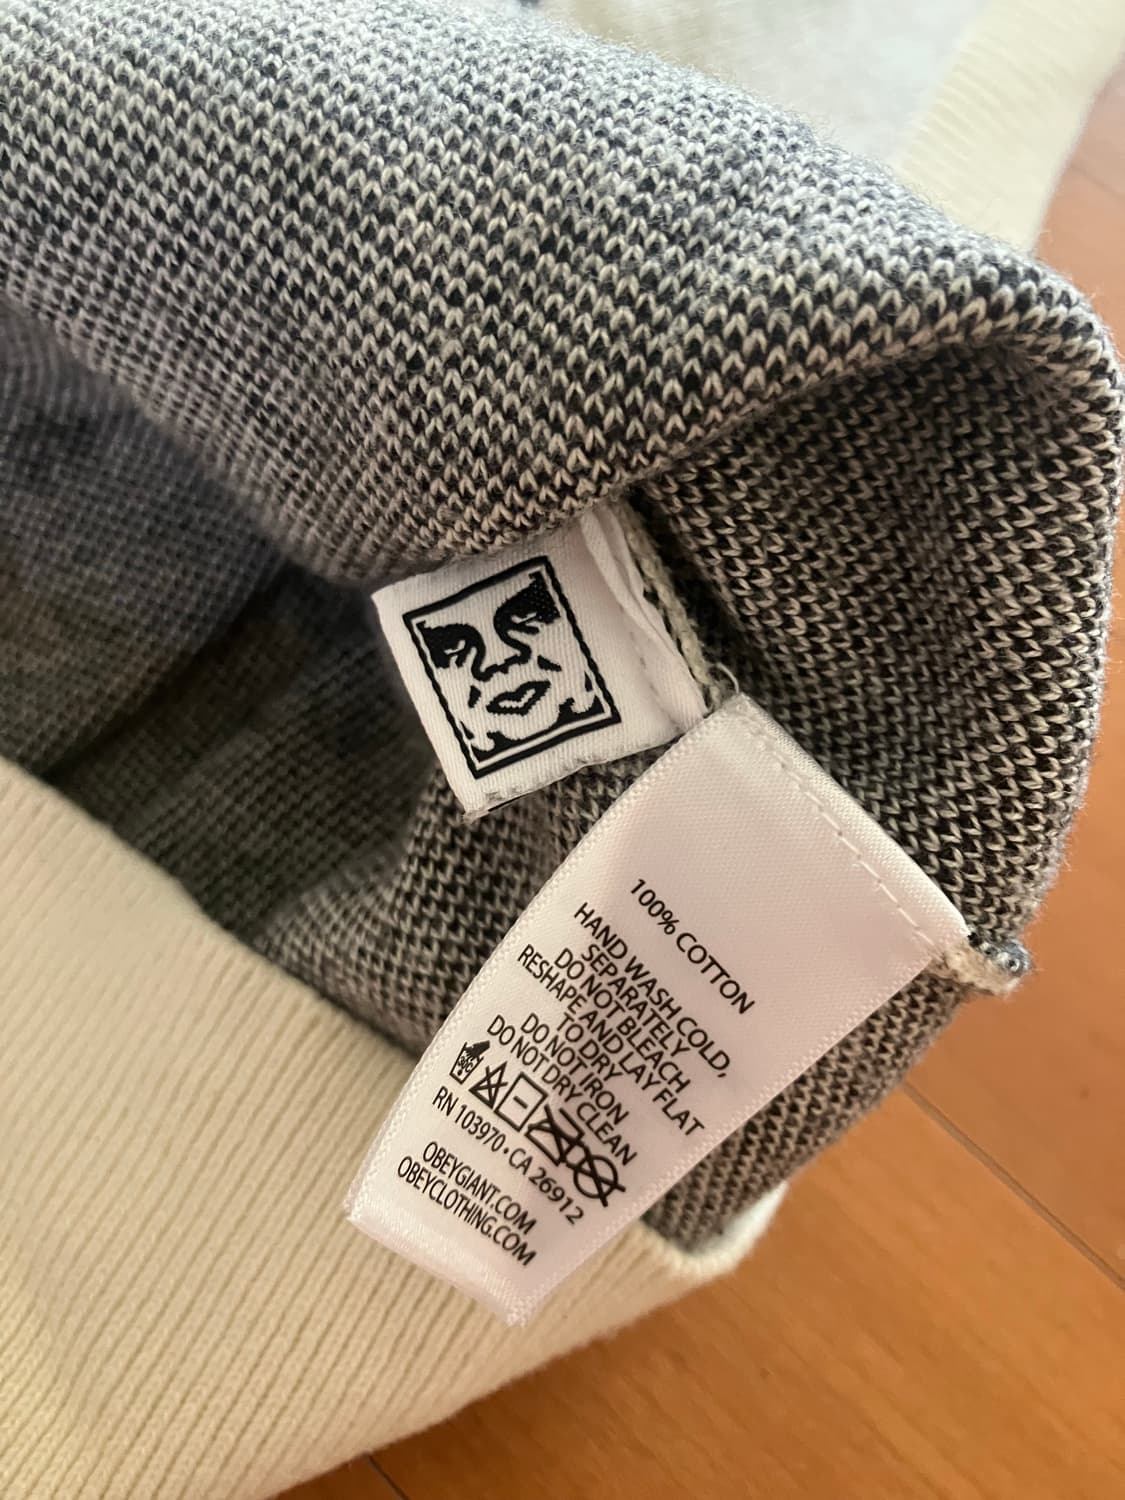 100% COTTON
HAND WASH COLD,
SEPARATELY
DO NOT BLEACH
RESHAPE AND LAY FLAT
TO DRY
DO NOT IRON
DO NOT DRY CLEAN
30C
RN 103970 • CA 26912
OBEYGIANT.COM
OBEYCLOTHING.COM